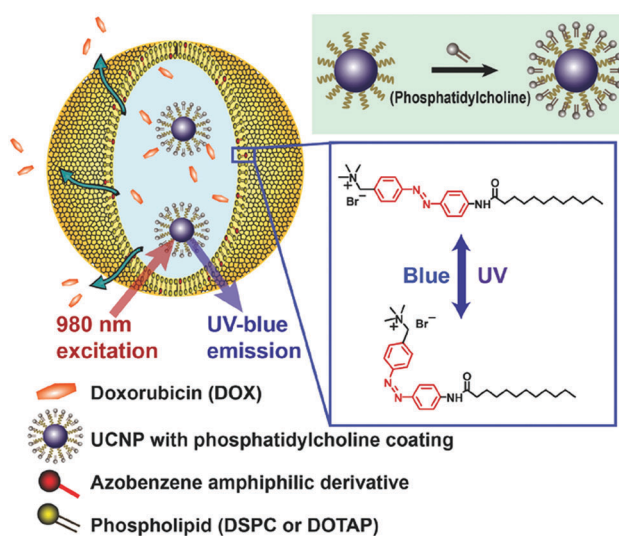 (Phosphatidylcholine)
N
+
Br−
N
N
NH
O
Blue
UV
N
+
Br−
N
N
NH
O
980 nm
excitation
UV-blue
emission
Doxorubicin (DOX)
UCNP with phosphatidylcholine coating
Azobenzene amphiphilic derivative
Phospholipid (DSPC or DOTAP)